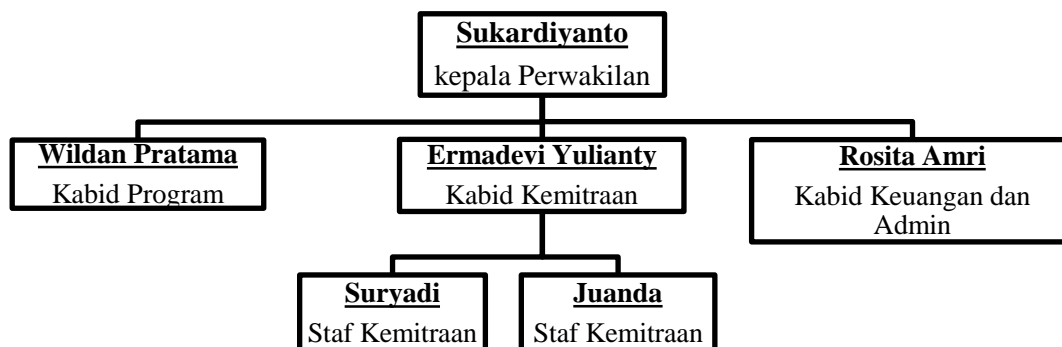 Sukardiyanto
kepala Perwakilan
Wildan Pratama
Kabid Program
Ermadevi Yulianty
Kabid Kemitraan
Rosita Amri
Kabid Keuangan dan
Admin
Suryadi
Staf Kemitraan
Juanda
Staf Kemitraan